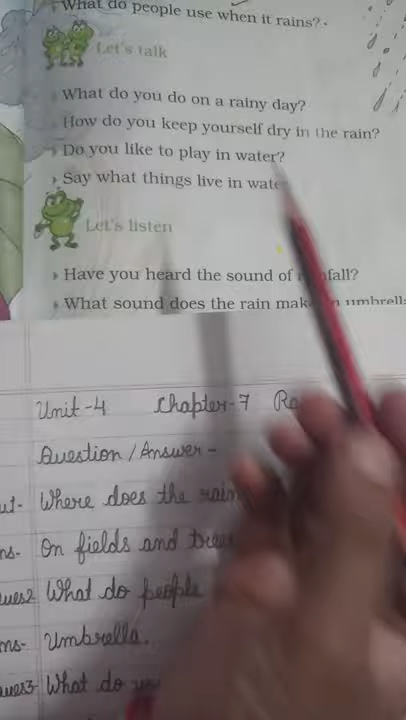 What do people use when it rains?
Let's talk
What do you do on a rainy day?
How do you keep yourself dry in the rain?
Do you like to play in water?
Say what things live in
Let's listen
Have you heard the sound of
What sound does the rain
Unit-4 Chapter-7
Question / Answer -
Where does the rain
On fields and
What do people
Umbrella.
What do